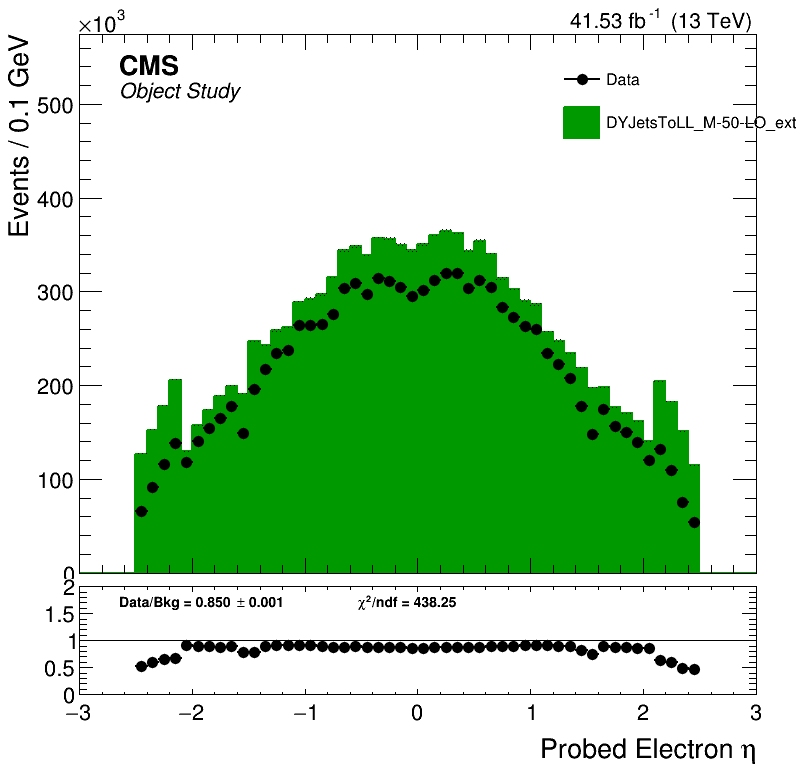 ×10³
41.53 fb⁻¹ (13 TeV)
Events / 0.1 GeV
CMS
Object Study
Data
DYJetsToLL_M-50-LO_ext
500
400
300
200
100
0
Data/Bkg = 0.850 ± 0.001
χ²/ndf = 438.25
2
1.5
1
0.5
0
−3 −2 −1 0 1 2 3
Probed Electron η